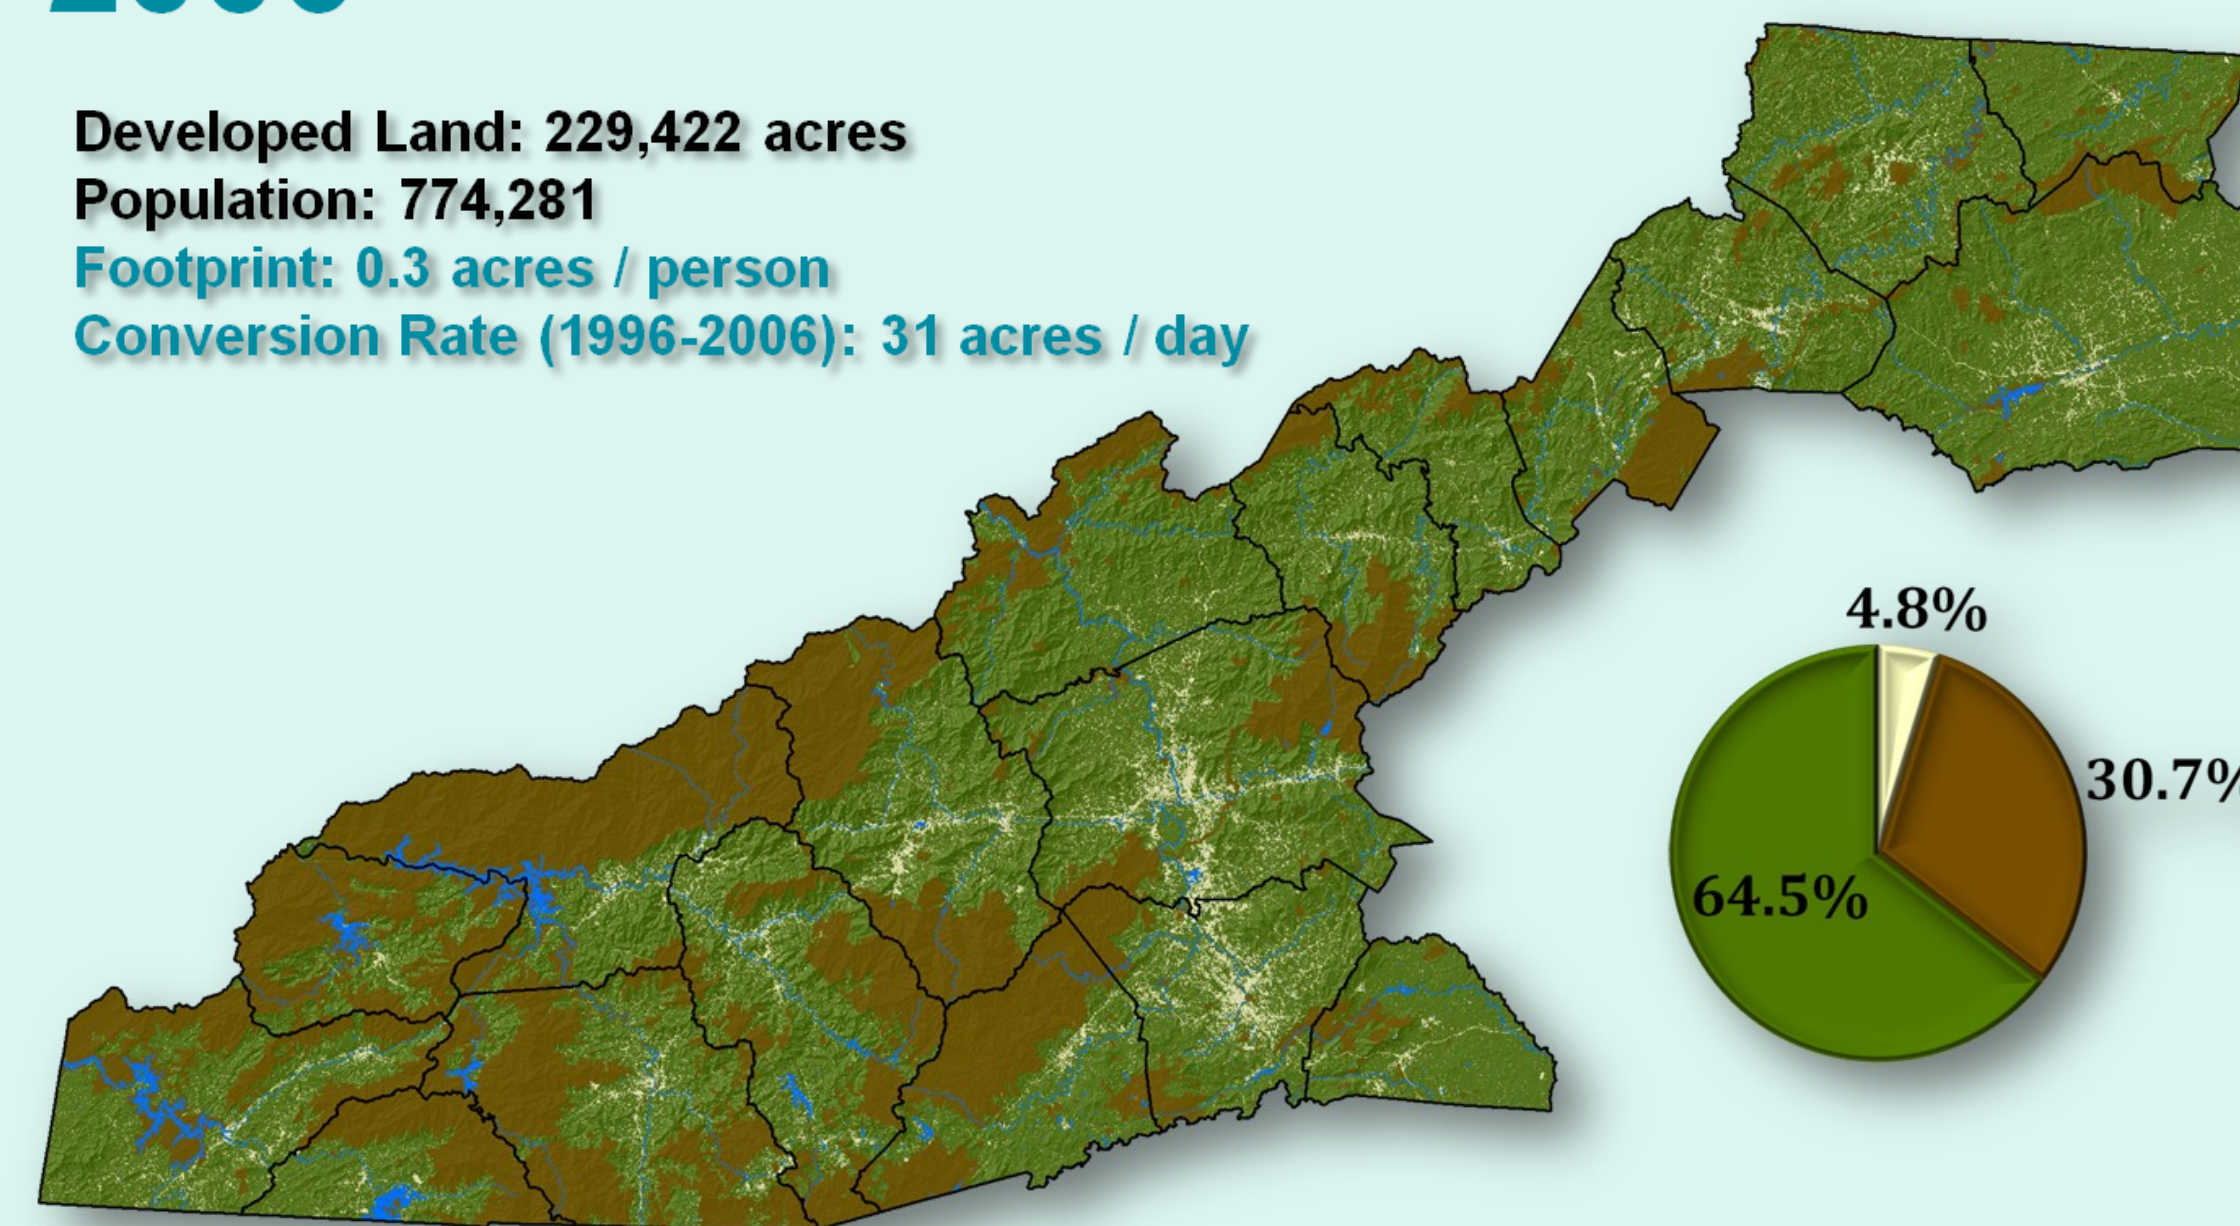 Developed Land: 229,422 acres
Population: 774,281
Footprint: 0.3 acres / person
Conversion Rate (1996-2006): 31 acres / day
4.8%
30.7%
64.5%